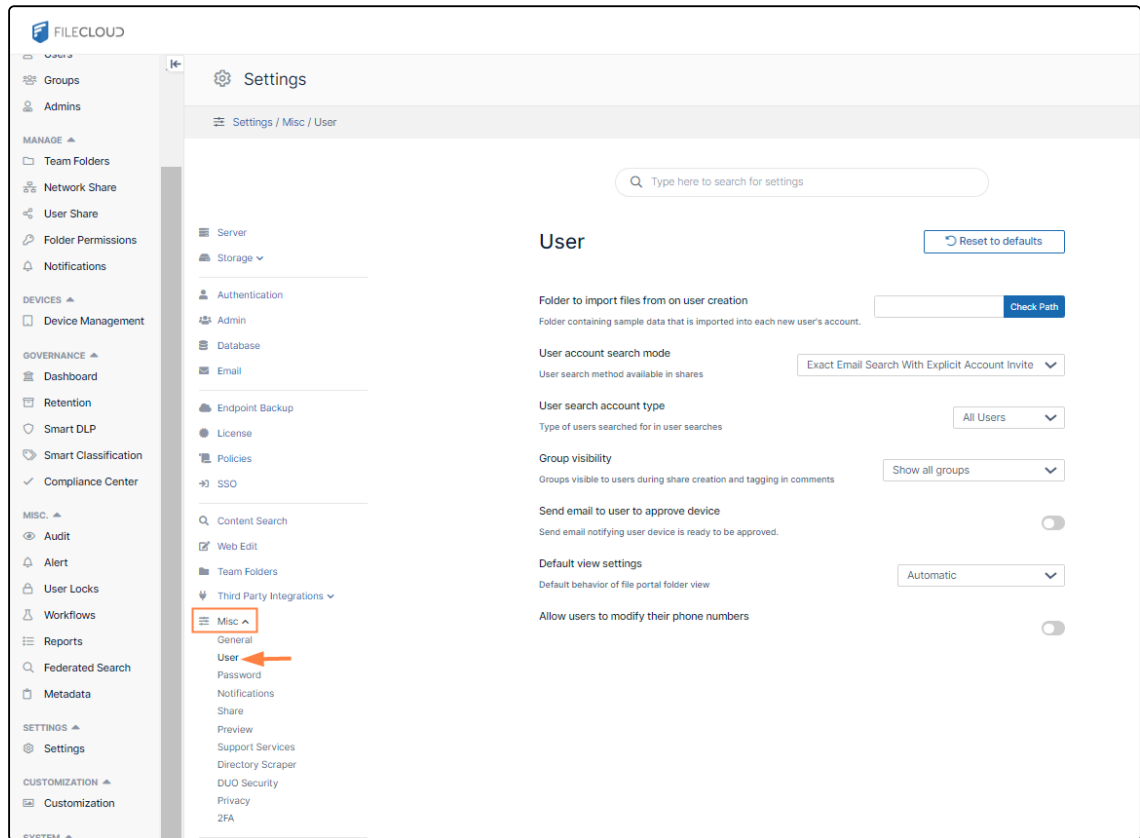 FILECLOUD
Users
Groups
Admins
MANAGE
Team Folders
Network Share
User Share
Folder Permissions
Notifications
DEVICES
Device Management
GOVERNANCE
Dashboard
Retention
Smart DLP
Smart Classification
Compliance Center
MISC.
Audit
Alert
User Locks
Workflows
Reports
Federated Search
Metadata
SETTINGS
Settings
CUSTOMIZATION
Customization
SYSTEM
Settings
Settings / Misc / User
Type here to search for settings
Server
Storage
Authentication
Admin
Database
Email
Endpoint Backup
License
Policies
SSO
Content Search
Web Edit
Team Folders
Third Party Integrations
Misc
General
User
Password
Notifications
Share
Preview
Support Services
Directory Scraper
DUO Security
Privacy
2FA
User
Reset to defaults
Folder to import files from on user creation
Check Path
Folder containing sample data that is imported into each new user's account.
User account search mode
Exact Email Search With Explicit Account Invite
User search method available in shares
User search account type
All Users
Type of users searched for in user searches
Group visibility
Show all groups
Groups visible to users during share creation and tagging in comments
Send email to user to approve device
Send email notifying user device is ready to be approved.
Default view settings
Automatic
Default behavior of file portal folder view
Allow users to modify their phone numbers